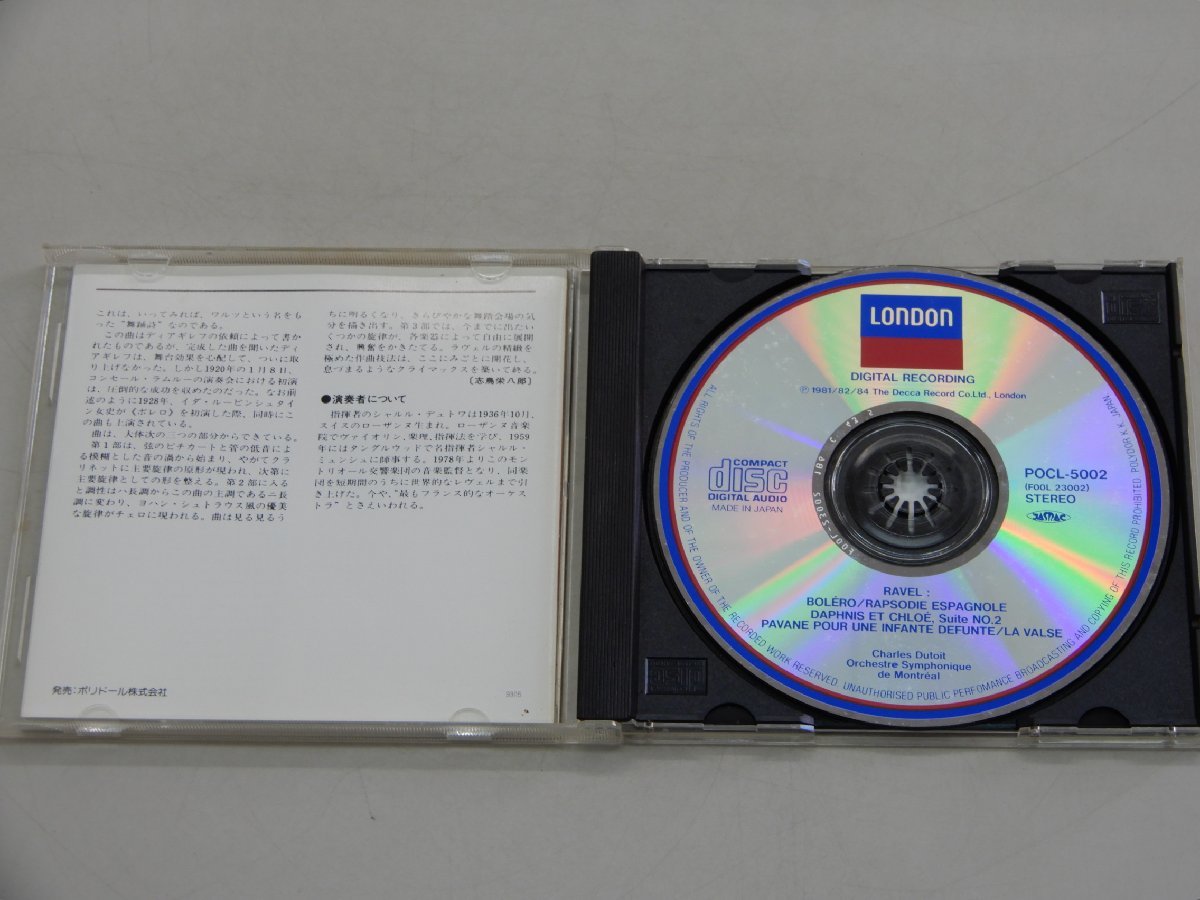 これは、いってみれば、ワルツという名をも
った“舞踊詩”なのである。
この曲はディアギレフの依頼によって書か
れたものであるが、完成した曲を聞いたディ
アギレフは、舞台効果を心配して、ついに取
り上げなかった。しかし1920年の1月8日、
コンセール・ラムルーの演奏会における初演
は、圧倒的な成功を収めたのだった。なお前
述のように1928年、イダ・ルービンシュタイ
ン女史が《ボレロ》を初演した際、同時にこ
の曲も上演されている。
曲は、大体次の三つの部分からできている。
第1部は、弦のピチカートと管の低音によ
る模糊とした音の渦から始まり、やがてクラ
リネットに主要旋律の原形が現われ、次第に
主要旋律としての形を整える。第2部に入る
と調性はハ長調からこの曲の主調であるニ長
調に変わり、ヨハン・シュトラウス風の優美
な旋律がチェロに現われる。曲は見る見るう
ちに明るくなり、きらびやかな舞踏会場の気
分を描き出す。第3部では、今までに出たい
くつかの旋律が、各楽器によって自由に展開
され、興奮をかきたてる。ラヴェルの精緻を
極めた作曲技法は、ここにみごとに開花し、
息づまるようなクライマックスを築いて終る。
〔志鳥栄八郎〕
●演奏者について
指揮者のシャルル・デュトワは1936年10月、
スイスのローザンヌ生まれ。ローザンヌ音楽
院でヴァイオリン、楽理、指揮法を学び、1959
年にはタングルウッドで名指揮者シャルル・
ミュンシュに師事する。1978年よりこのモン
トリオール交響楽団の音楽監督となり、同楽
団を短期間のうちに世界的なレヴェルまで引
き上げた。今や、“最もフランス的なオーケス
トラ”とさえいわれる。
発売:ポリドール株式会社
9306
LONDON
DIGITAL RECORDING
Ⓟ 1981/82/84 The Decca Record Co.Ltd., London
COMPACT
disc
DIGITAL AUDIO
MADE IN JAPAN
POCL-5002
(F00L 23002)
STEREO
JASRAC
RAVEL :
BOLÉRO/RAPSODIE ESPAGNOLE
DAPHNIS ET CHLOÉ, Suite NO.2
PAVANE POUR UNE INFANTE DEFUNTE/LA VALSE
Charles Dutoit
Orchestre Symphonique
de Montréal
ALL RIGHTS OF THE PRODUCER AND OF THE OWNER OF THE RECORDED WORK RESERVED. UNAUTHORISED PUBLIC PERFOMANCE BROADCASTING AND COPYING OF THIS RECORD PROHIBITED. POLYDOR K.K. JAPAN